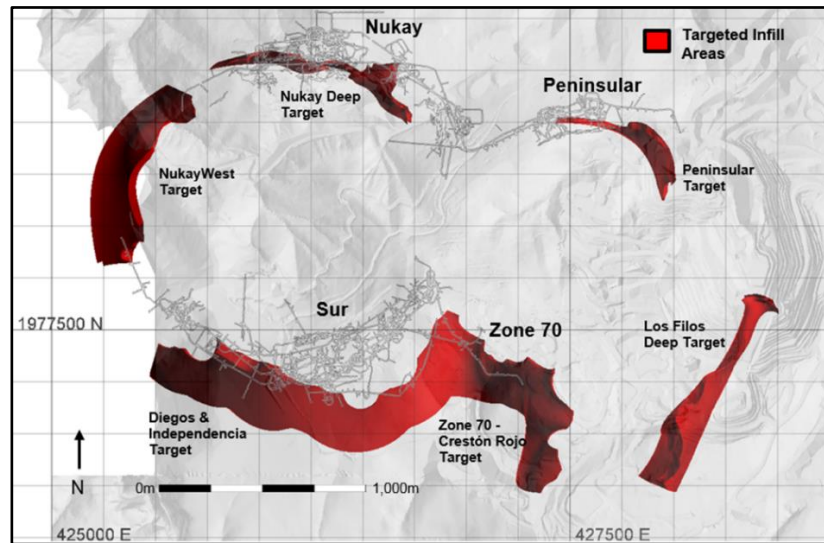 Nukay
Targeted Infill
Areas
Nukay Deep
Target
Peninsular
NukayWest
Target
Peninsular
Target
Sur
1977500 N
Zone 70
Los Filos
Deep Target
Diegos &
Independencia
Target
Zone 70 -
Crestón Rojo
Target
N
0m
1,000m
425000 E
427500 E